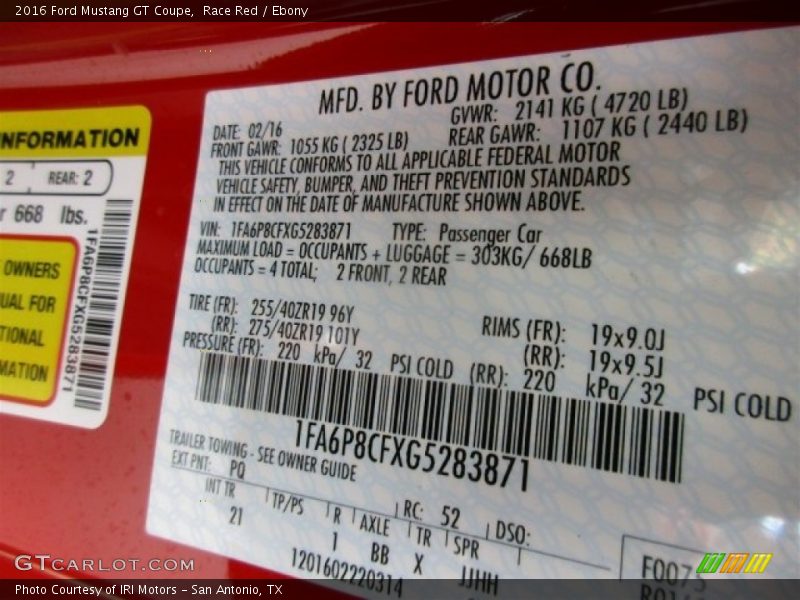 2016 Ford Mustang GT Coupe, Race Red / Ebony
INFORMATION
2 REAR: 2
r 668 lbs.
OWNERS
UAL FOR
TIONAL
MATION
1FA6P8CFXG5283871
MFD. BY FORD MOTOR CO.
DATE: 02/16 GVWR: 2141 KG ( 4720 LB)
FRONT GAWR: 1055 KG ( 2325 LB) REAR GAWR: 1107 KG ( 2440 LB)
THIS VEHICLE CONFORMS TO ALL APPLICABLE FEDERAL MOTOR
VEHICLE SAFETY, BUMPER, AND THEFT PREVENTION STANDARDS
IN EFFECT ON THE DATE OF MANUFACTURE SHOWN ABOVE.
VIN: 1FA6P8CFXG5283871 TYPE: Passenger Car
MAXIMUM LOAD = OCCUPANTS + LUGGAGE = 303KG/ 668LB
OCCUPANTS = 4 TOTAL; 2 FRONT, 2 REAR
TIRE (FR): 255/40ZR19 96Y RIMS (FR): 19x9.0J
(RR): 275/40ZR19 101Y (RR): 19x9.5J
PRESSURE (FR): 220 kPa/ 32 PSI COLD (RR): 220 kPa/ 32 PSI COLD
1FA6P8CFXG5283871
TRAILER TOWING - SEE OWNER GUIDE
EXT PNT: PQ RC: 52 DSO:
INT TR TP/PS R AXLE TR SPR
21 1 BB X JJHH
1201602220314
F0075
GTCarlot.com
Photo Courtesy of IRI Motors – San Antonio, TX